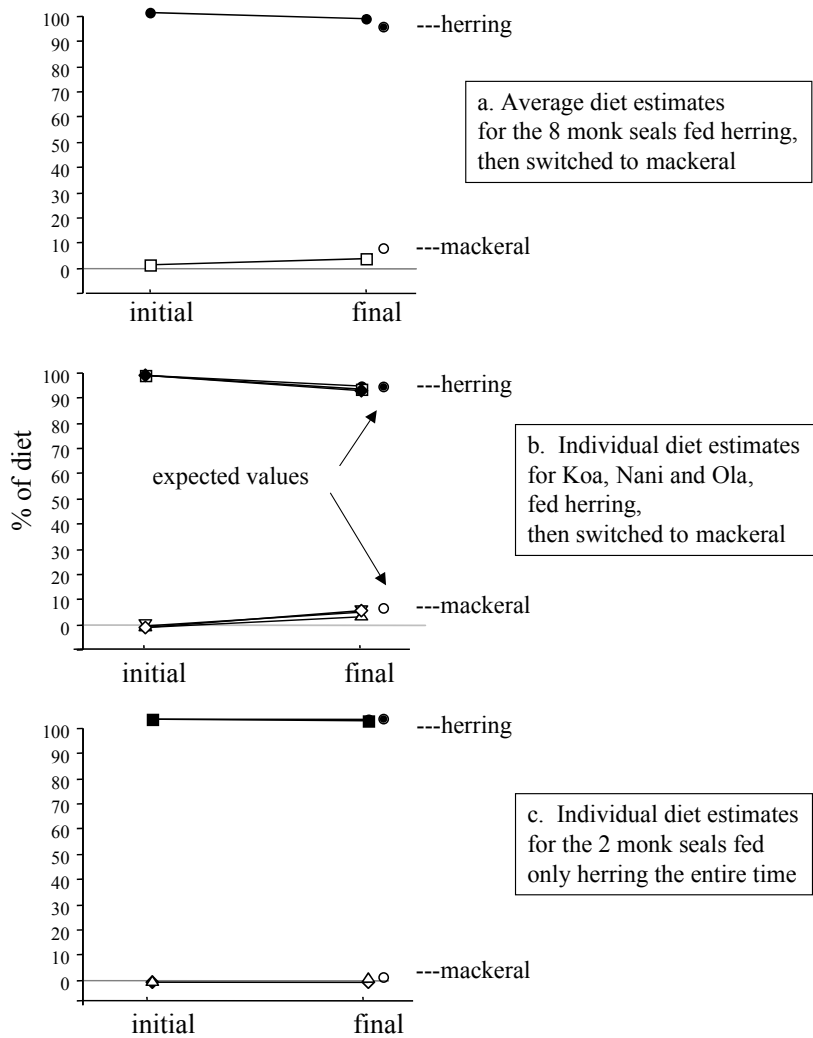 100
90
80
70
60
50
40
30
20
10
0
---herring
---mackeral
initial final
a. Average diet estimates
for the 8 monk seals fed herring,
then switched to mackeral
% of diet
100
90
80
70
60
50
40
30
20
10
0
---herring
expected values
---mackeral
initial final
b. Individual diet estimates
for Koa, Nani and Ola,
fed herring,
then switched to mackeral
100
90
80
70
60
50
40
30
20
10
0
---herring
---mackeral
initial final
c. Individual diet estimates
for the 2 monk seals fed
only herring the entire time